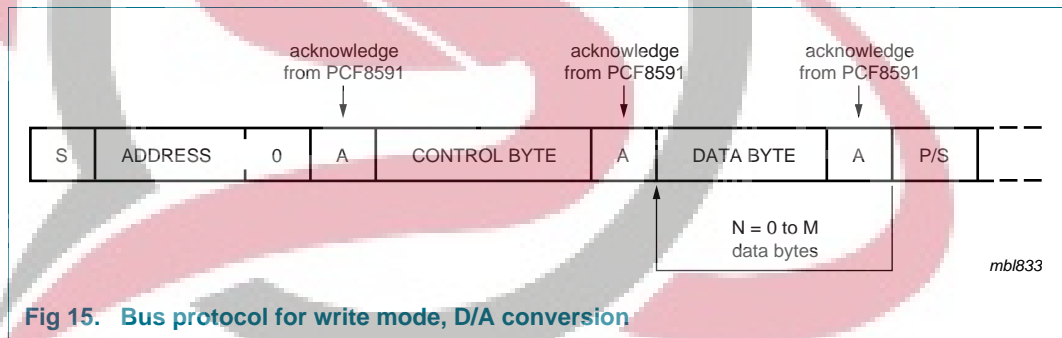 acknowledge acknowledge acknowledge
from PCF8591 from PCF8591 from PCF8591
S ADDRESS 0 A CONTROL BYTE A DATA BYTE A P/S
N = 0 to M
data bytes
mbl833
Fig 15. Bus protocol for write mode, D/A conversion